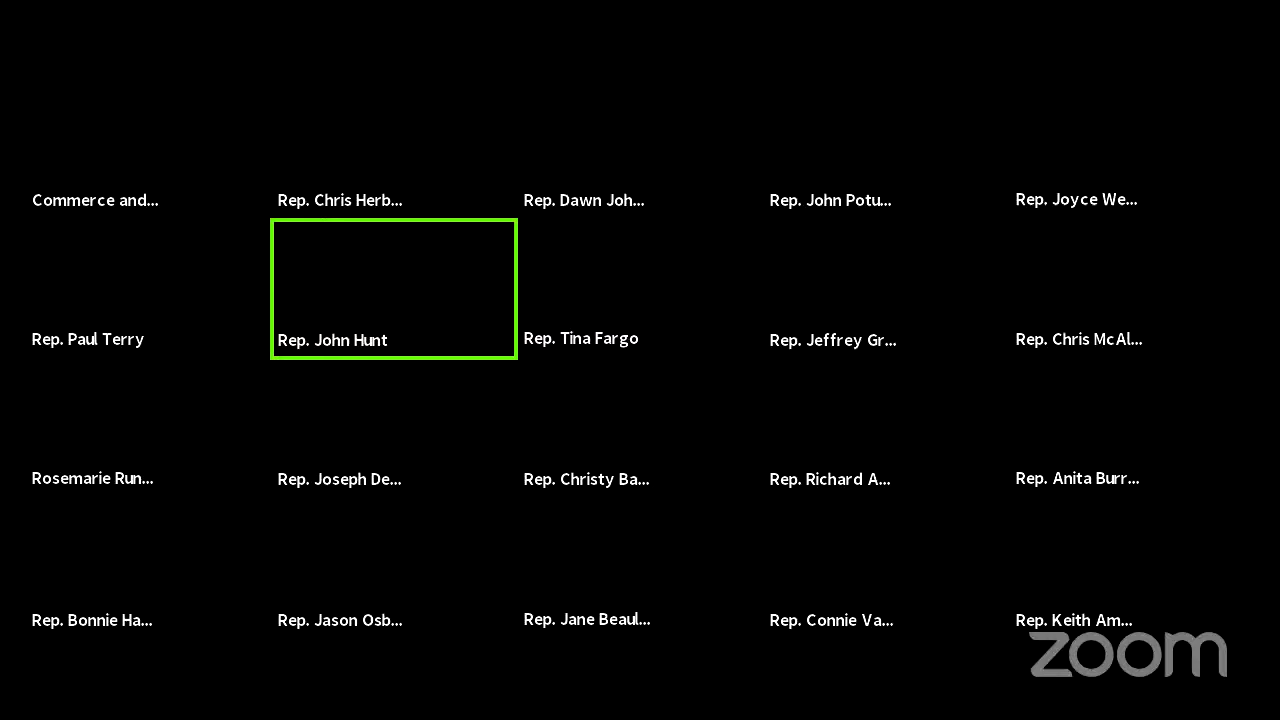 Commerce and...
Rep. Chris Herb...
Rep. Dawn Joh...
Rep. John Potu...
Rep. Joyce We...
Rep. Paul Terry
Rep. John Hunt
Rep. Tina Fargo
Rep. Jeffrey Gr...
Rep. Chris McAl...
Rosemarie Run...
Rep. Joseph De...
Rep. Christy Ba...
Rep. Richard A...
Rep. Anita Burr...
Rep. Bonnie Ha...
Rep. Jason Osb...
Rep. Jane Beaul...
Rep. Connie Va...
Rep. Keith Am...
zoom